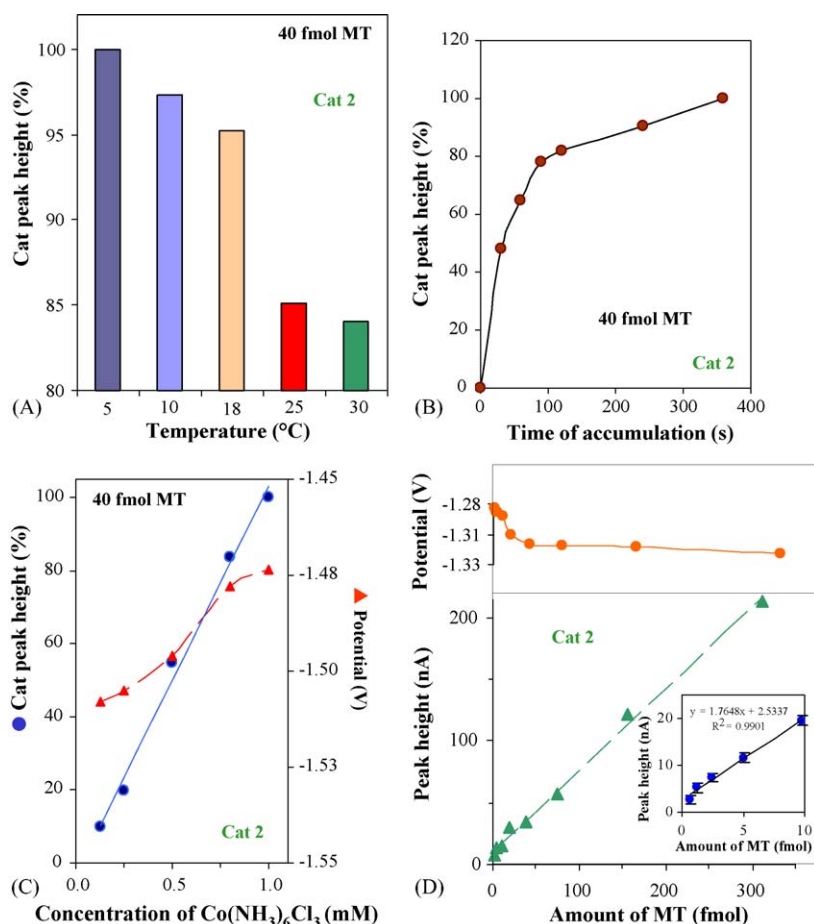 40 fmol MT
Cat 2
Cat peak height (%)
100
95
90
85
80
5 10 18 25 30
(A)
Temperature (°C)
120
100
80
60
40
20
0
Cat peak height (%)
40 fmol MT
Cat 2
0 100 200 300 400
(B)
Time of accumulation (s)
40 fmol MT
Cat peak height (%)
100
80
60
40
20
0
-1.45
-1.48
-1.50
-1.53
-1.55
Potential
(V)
Cat 2
0.0 0.5 1.0
(C)
Concentration of Co(NH3)6Cl3 (mM)
Potential (V)
-1.28
-1.31
-1.33
Cat 2
Peak height (nA)
200
100
0
y = 1.7648x + 2.5337
R2 = 0.9901
Peak height (nA)
20
10
0
0 5 10
Amount of MT (fmol)
0 100 200 300
(D)
Amount of MT (fmol)